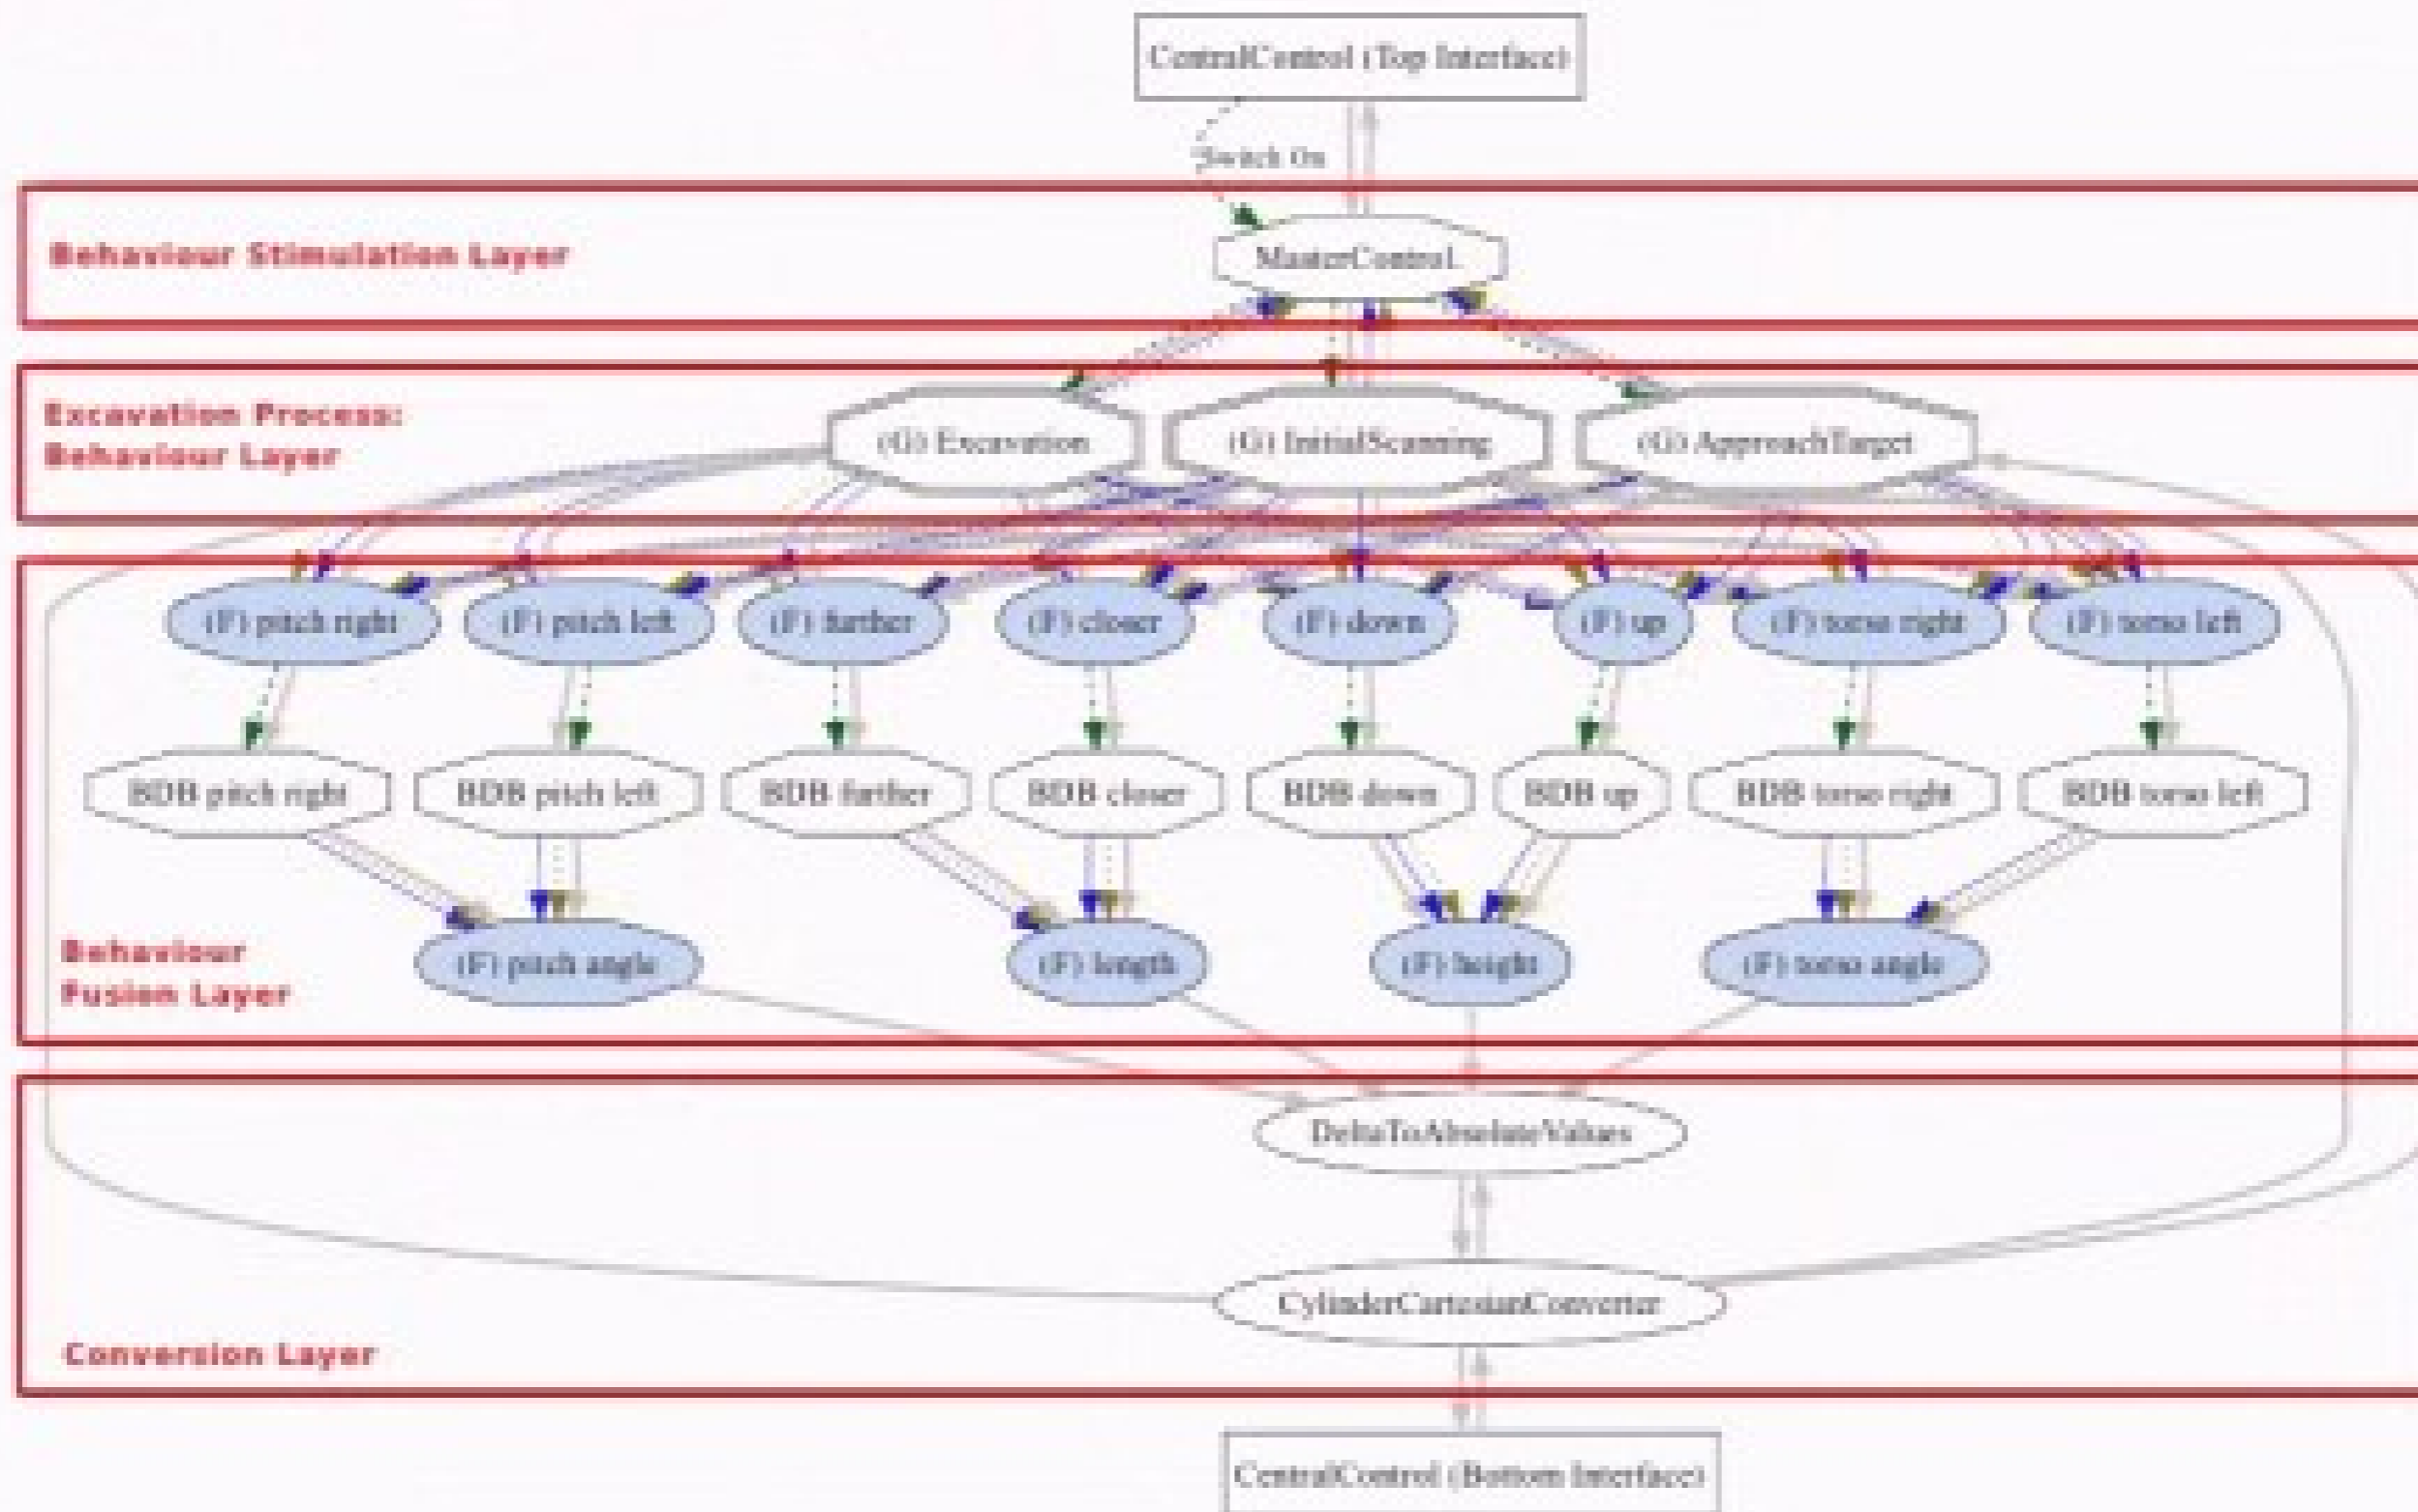 CentralControl (Top Interface)
Switch On
Behaviour Stimulation Layer
MasterControl
Excavation Process:
Behaviour Layer
(G) Excavation
(G) InitialScanning
(G) ApproachTarget
(F) pitch right
(F) pitch left
(F) further
(F) closer
(F) down
(F) up
(F) torso right
(F) torso left
BDB pitch right
BDB pitch left
BDB further
BDB closer
BDB down
BDB up
BDB torso right
BDB torso left
Behaviour
Fusion Layer
(F) pitch angle
(F) length
(F) height
(F) torso angle
DeltaToAbsoluteValues
CylinderCartesianConverter
Conversion Layer
CentralControl (Bottom Interface)